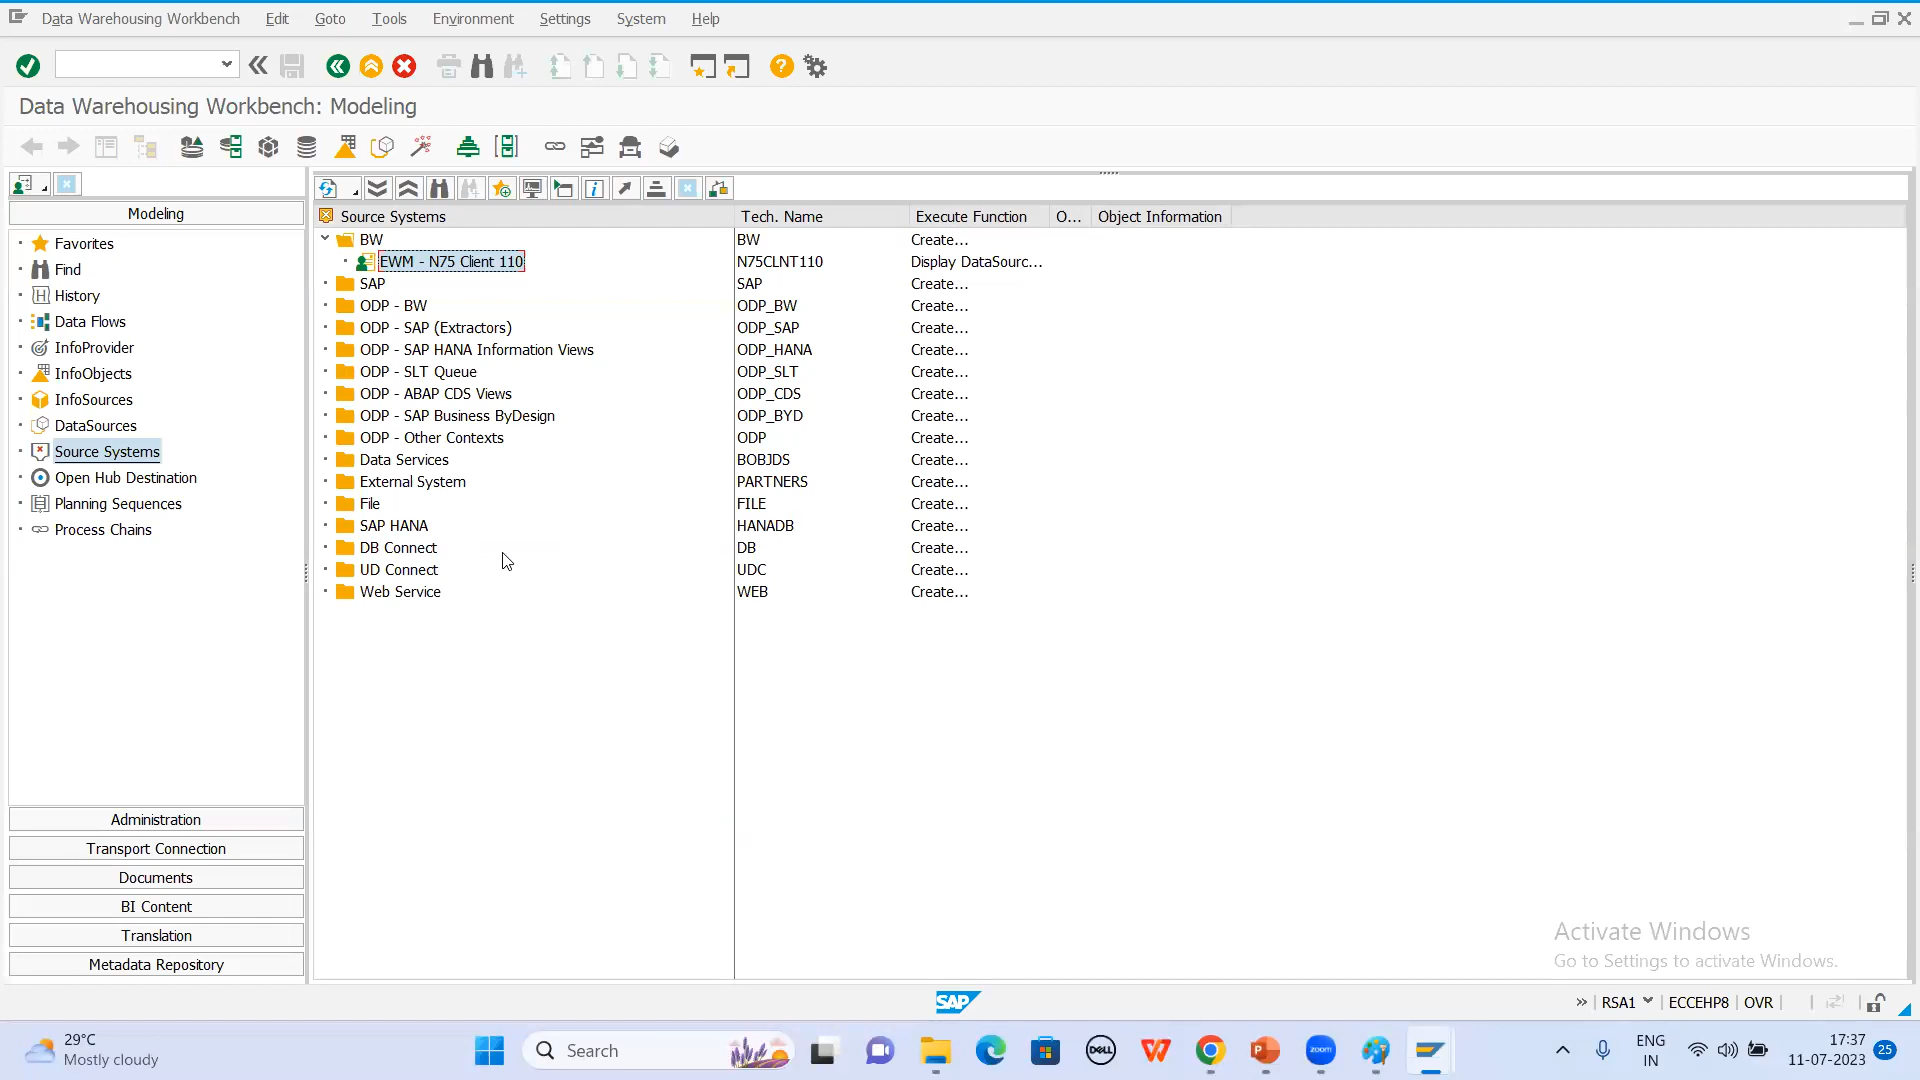 Data Warehousing Workbench Edit Goto Tools Environment Settings System Help
Data Warehousing Workbench: Modeling
Modeling
Favorites
Find
History
Data Flows
InfoProvider
InfoObjects
InfoSources
DataSources
Source Systems
Open Hub Destination
Planning Sequences
Process Chains
Administration
Transport Connection
Documents
BI Content
Translation
Metadata Repository
Source Systems Tech. Name Execute Function O... Object Information
BW BW Create...
EWM - N75 Client 110 N75CLNT110 Display DataSourc...
SAP SAP Create...
ODP - BW ODP_BW Create...
ODP - SAP (Extractors) ODP_SAP Create...
ODP - SAP HANA Information Views ODP_HANA Create...
ODP - SLT Queue ODP_SLT Create...
ODP - ABAP CDS Views ODP_CDS Create...
ODP - SAP Business ByDesign ODP_BYD Create...
ODP - Other Contexts ODP Create...
Data Services BOBJDS Create...
External System PARTNERS Create...
File FILE Create...
SAP HANA HANADB Create...
DB Connect DB Create...
UD Connect UDC Create...
Web Service WEB Create...
Activate Windows
Go to Settings to activate Windows.
SAP
RSA1 ECCEHP8 OVR
29°C
Mostly cloudy
Search
DELL
zoom
ENG
IN
17:37
11-07-2023
25